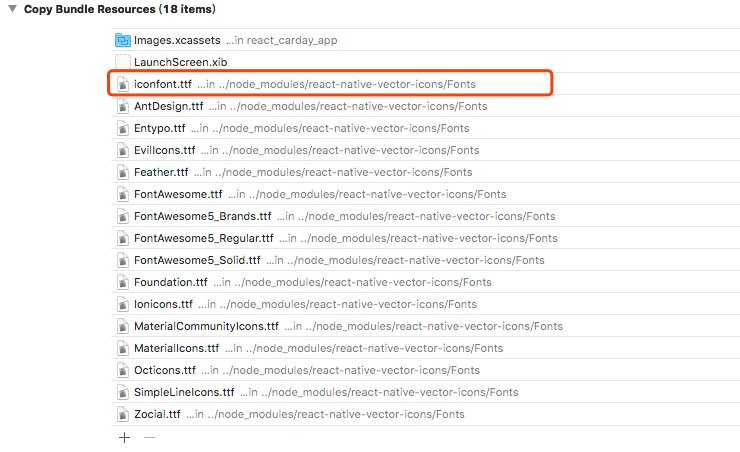 Copy Bundle Resources (18 items)
Images.xcassets ...in react_carday_app
LaunchScreen.xib
iconfont.ttf ...in ../node_modules/react-native-vector-icons/Fonts
AntDesign.ttf ...in ../node_modules/react-native-vector-icons/Fonts
Entypo.ttf ...in ../node_modules/react-native-vector-icons/Fonts
EvilIcons.ttf ...in ../node_modules/react-native-vector-icons/Fonts
Feather.ttf ...in ../node_modules/react-native-vector-icons/Fonts
FontAwesome.ttf ...in ../node_modules/react-native-vector-icons/Fonts
FontAwesome5_Brands.ttf ...in ../node_modules/react-native-vector-icons/Fonts
FontAwesome5_Regular.ttf ...in ../node_modules/react-native-vector-icons/Fonts
FontAwesome5_Solid.ttf ...in ../node_modules/react-native-vector-icons/Fonts
Foundation.ttf ...in ../node_modules/react-native-vector-icons/Fonts
Ionicons.ttf ...in ../node_modules/react-native-vector-icons/Fonts
MaterialCommunityIcons.ttf ...in ../node_modules/react-native-vector-icons/Fonts
MaterialIcons.ttf ...in ../node_modules/react-native-vector-icons/Fonts
Octicons.ttf ...in ../node_modules/react-native-vector-icons/Fonts
SimpleLineIcons.ttf ...in ../node_modules/react-native-vector-icons/Fonts
Zocial.ttf ...in ../node_modules/react-native-vector-icons/Fonts